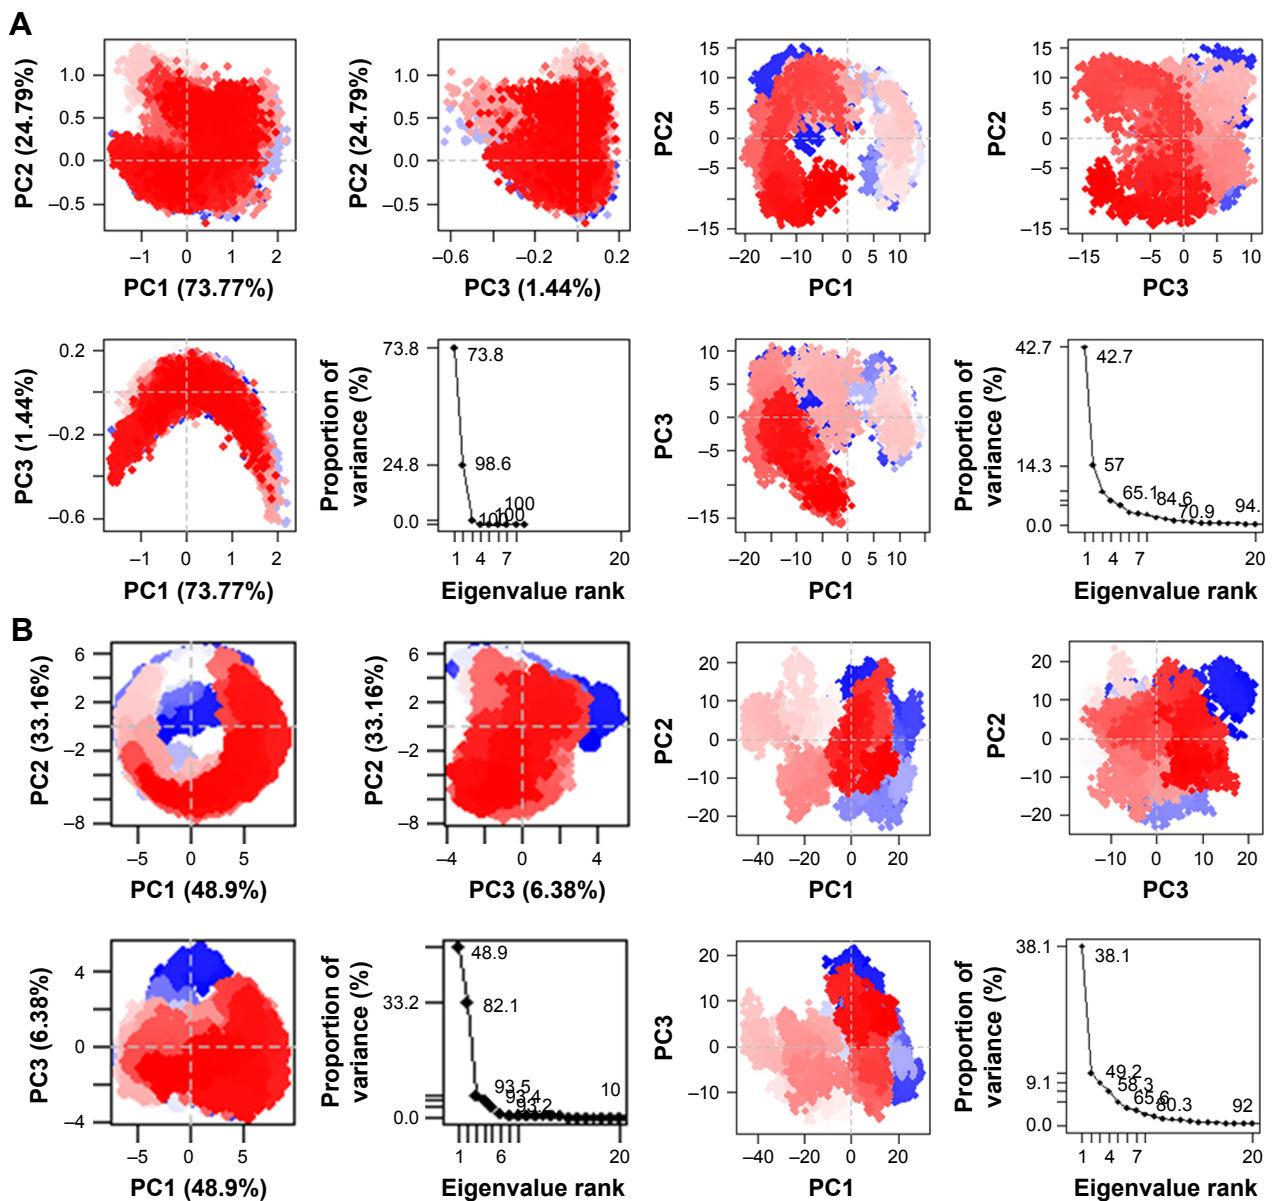 A
PC2 (24.79%)
1.0
0.5
0.0
–0.5
–1 0 1 2
PC1 (73.77%)
PC2 (24.79%)
1.0
0.5
0.0
–0.5
–0.6 –0.2 0.2
PC3 (1.44%)
PC2
15
10
5
0
–5
–15
–20 –10 0 5 10
PC1
PC2
15
10
5
0
–5
–15
–15 –5 0 5 10
PC3
PC3 (1.44%)
0.2
–0.2
–0.6
–1 0 1 2
PC1 (73.77%)
Proportion of
variance (%)
73.8
24.8
0.0
73.8
98.6
100
100
100
1 4 7 20
Eigenvalue rank
PC3
10
5
0
–5
–15
–20 –10 0 5 10
PC1
Proportion of
variance (%)
42.7
14.3
0.0
42.7
57
65.1
84.6
70.9
94.
1 4 7 20
Eigenvalue rank
B
PC2 (33.16%)
6
2
–2
–8
–5 0 5
PC1 (48.9%)
PC2 (33.16%)
6
2
–2
–8
–4 0 4
PC3 (6.38%)
PC2
20
10
0
–10
–20
–40 –20 0 20
PC1
PC2
20
10
0
–10
–20
–10 0 10 20
PC3
PC3 (6.38%)
4
0
–4
–5 0 5
PC1 (48.9%)
Proportion of
variance (%)
33.2
0.0
48.9
82.1
93.5
93.4
93.2
10
1 6 20
Eigenvalue rank
PC3
20
10
0
–10
–40 –20 0 20
PC1
Proportion of
variance (%)
38.1
9.1
0.0
38.1
49.2
58.3
65.6
80.3
92
1 4 7 20
Eigenvalue rank